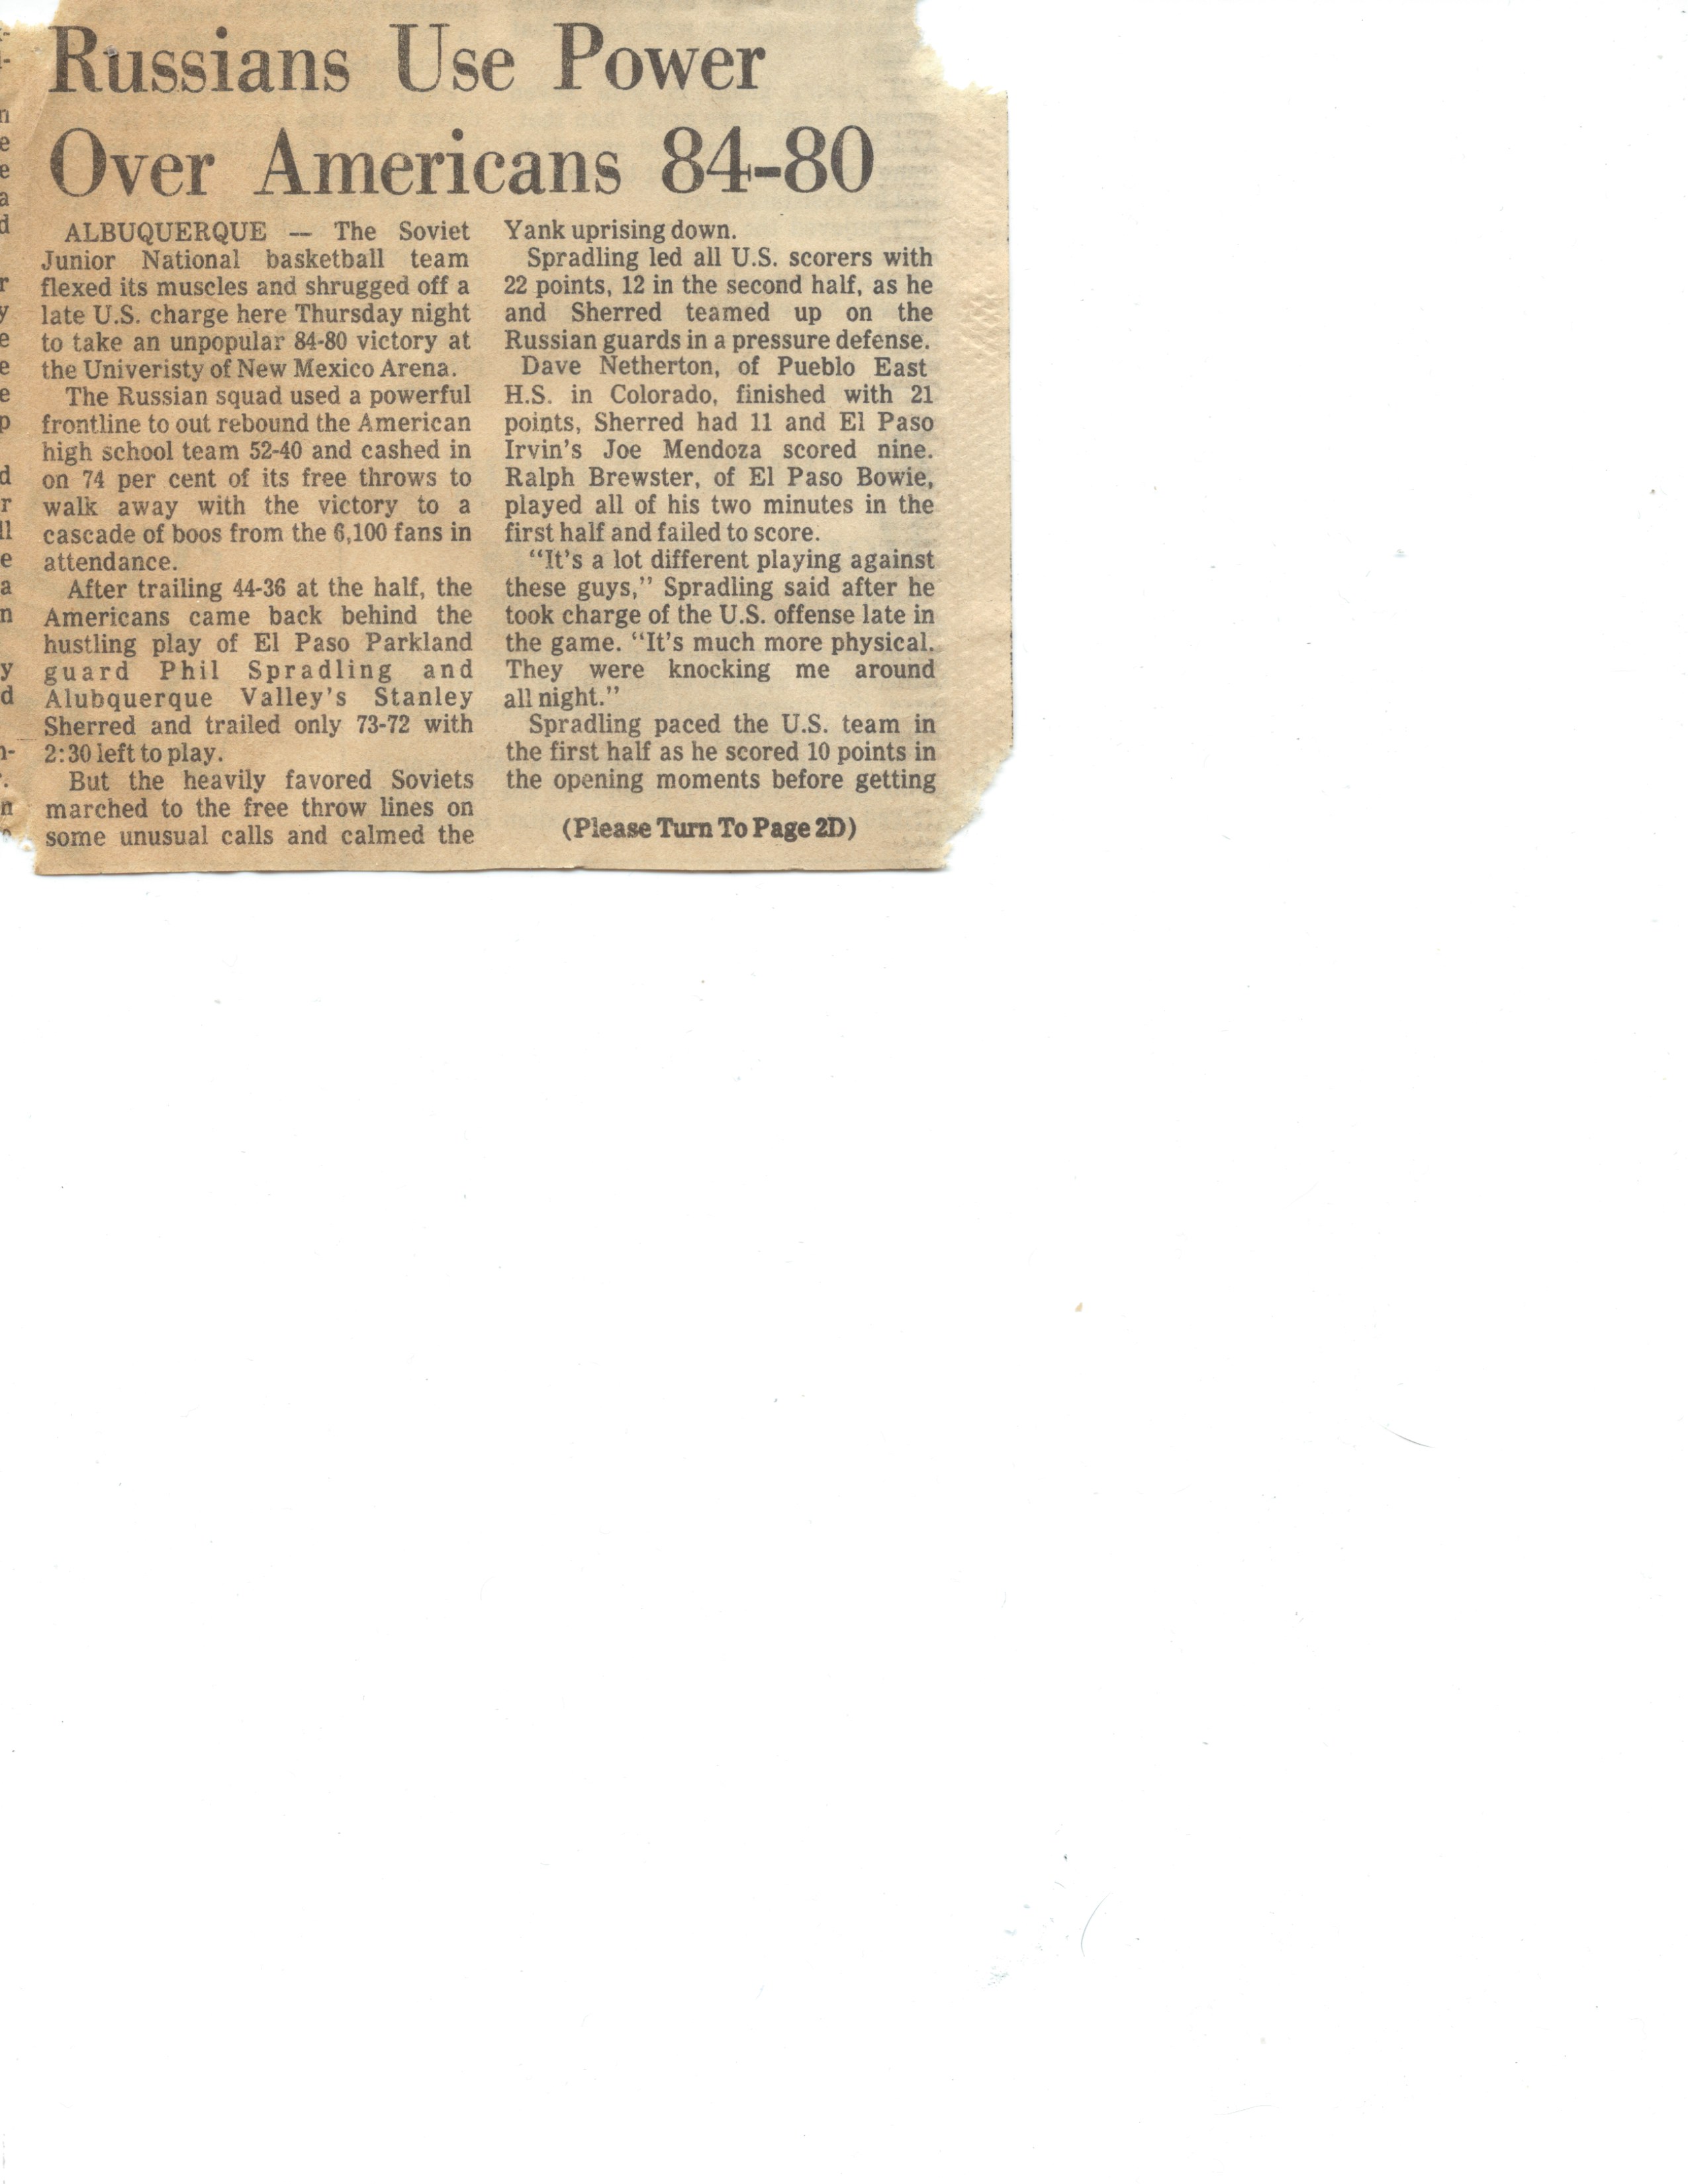 Russians Use Power
Over Americans 84-80
ALBUQUERQUE — The Soviet
Junior National basketball team
flexed its muscles and shrugged off a
late U.S. charge here Thursday night
to take an unpopular 84-80 victory at
the Univeristy of New Mexico Arena.
The Russian squad used a powerful
frontline to out rebound the American
high school team 52-40 and cashed in
on 74 per cent of its free throws to
walk away with the victory to a
cascade of boos from the 6,100 fans in
attendance.
After trailing 44-36 at the half, the
Americans came back behind the
hustling play of El Paso Parkland
guard Phil Spradling and
Alubquerque Valley's Stanley
Sherred and trailed only 73-72 with
2:30 left to play.
But the heavily favored Soviets
marched to the free throw lines on
some unusual calls and calmed the
Yank uprising down.
Spradling led all U.S. scorers with
22 points, 12 in the second half, as he
and Sherred teamed up on the
Russian guards in a pressure defense.
Dave Netherton, of Pueblo East
H.S. in Colorado, finished with 21
points, Sherred had 11 and El Paso
Irvin's Joe Mendoza scored nine.
Ralph Brewster, of El Paso Bowie,
played all of his two minutes in the
first half and failed to score.
"It's a lot different playing against
these guys," Spradling said after he
took charge of the U.S. offense late in
the game. "It's much more physical.
They were knocking me around
all night."
Spradling paced the U.S. team in
the first half as he scored 10 points in
the opening moments before getting
(Please Turn To Page 2D)